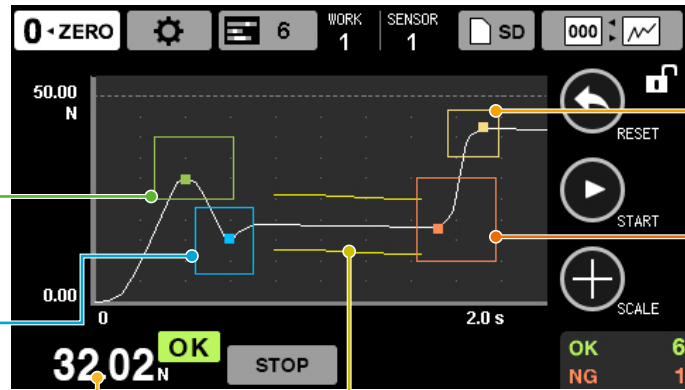 0 ZERO
6
WORK
1
SENSOR
1
SD
000
50.00
N
RESET
START
0.00
0
2.0 s
SCALE
32.02 N
OK
STOP
OK 6
NG 1